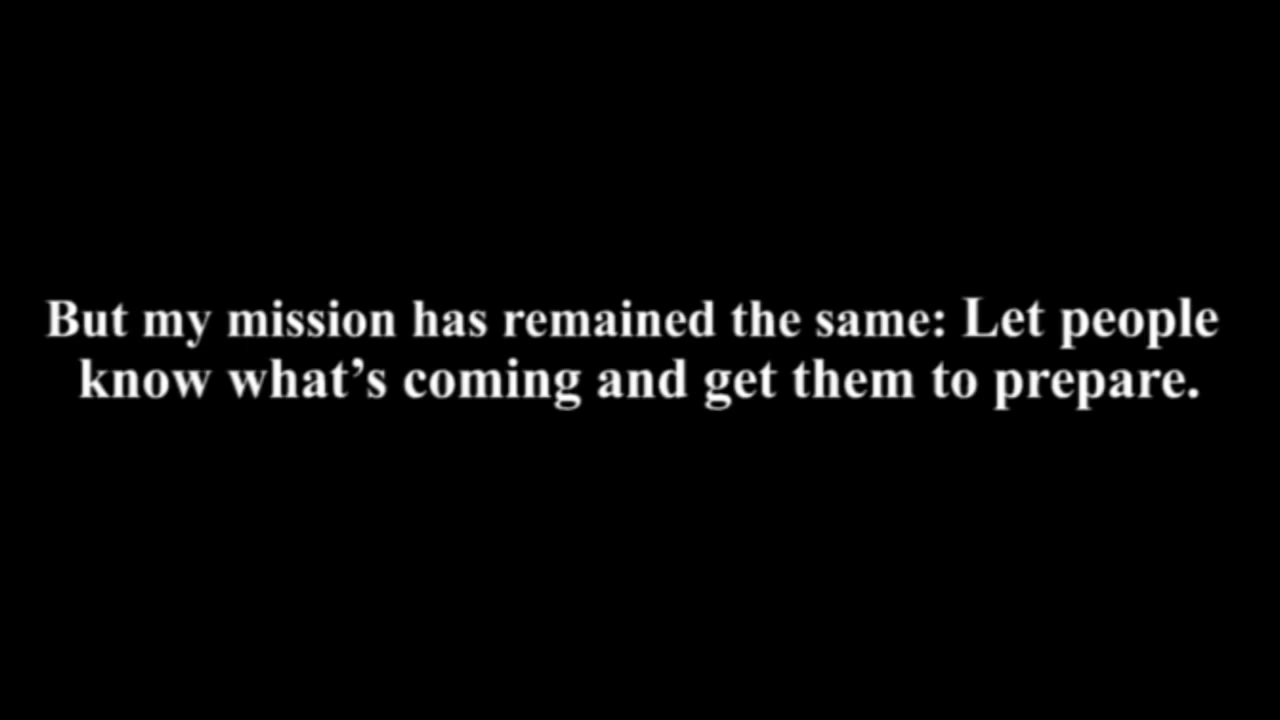 But my mission has remained the same: Let people
know what’s coming and get them to prepare.